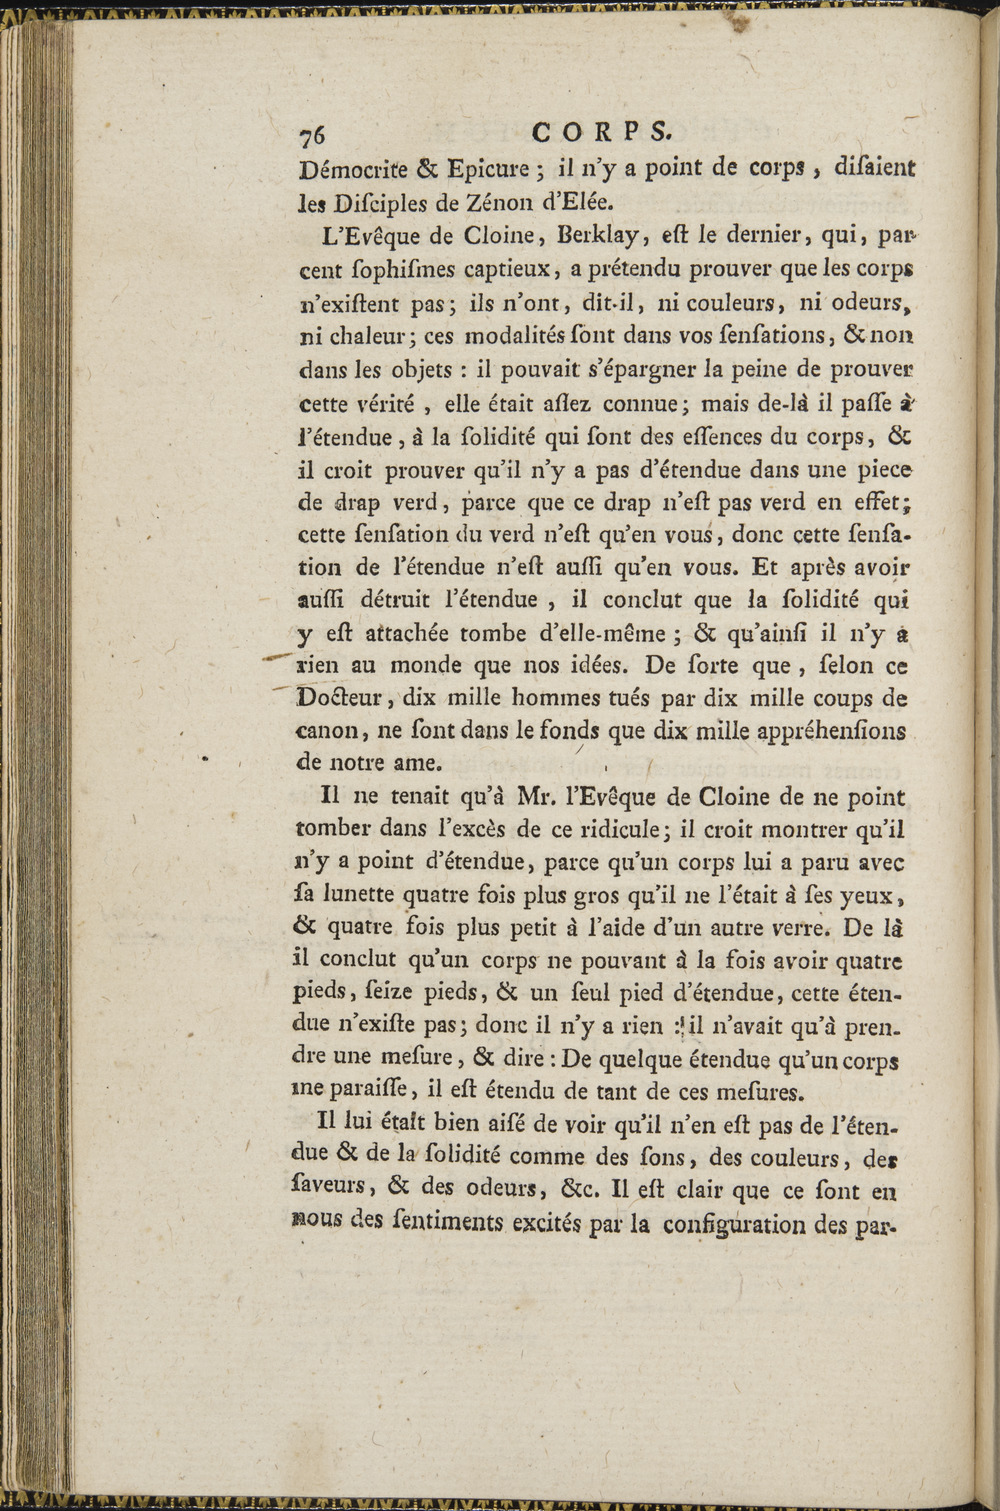 76 CORPS.
Démocrite & Epicure ; il n'y a point de corps , diſaient
les Diſciples de Zénon d'Elée.
L'Evêque de Cloine, Berklay, eſt le dernier, qui, par
cent ſophiſmes captieux, a prétendu prouver que les corps
n'exiſtent pas ; ils n'ont, dit-il, ni couleurs, ni odeurs,
ni chaleur ; ces modalités ſont dans vos ſenſations, & non
dans les objets : il pouvait s'épargner la peine de prouver
cette vérité , elle était aſſez connue ; mais de-là il paſſe à
l'étendue , à la ſolidité qui ſont des eſſences du corps, &
il croit prouver qu'il n'y a pas d'étendue dans une piece
de drap verd, parce que ce drap n'eſt pas verd en effet ;
cette ſenſation du verd n'eſt qu'en vous, donc cette ſenſa-
tion de l'étendue n'eſt auſſi qu'en vous. Et après avoir
auſſi détruit l'étendue , il conclut que la ſolidité qui
y eſt attachée tombe d'elle-même ; & qu'ainſi il n'y a
rien au monde que nos idées. De ſorte que , ſelon ce
Docteur, dix mille hommes tués par dix mille coups de
canon, ne ſont dans le fonds que dix mille appréhenſions
de notre ame.
Il ne tenait qu'à Mr. l'Evêque de Cloine de ne point
tomber dans l'excès de ce ridicule ; il croit montrer qu'il
n'y a point d'étendue, parce qu'un corps lui a paru avec
ſa lunette quatre fois plus gros qu'il ne l'était à ſes yeux,
& quatre fois plus petit à l'aide d'un autre verre. De là
il conclut qu'un corps ne pouvant à la fois avoir quatre
pieds, ſeize pieds, & un ſeul pied d'étendue, cette éten-
due n'exiſte pas ; donc il n'y a rien : il n'avait qu'à pren-
dre une meſure, & dire : De quelque étendue qu'un corps
me paraiſſe, il eſt étendu de tant de ces meſures.
Il lui était bien aiſé de voir qu'il n'en eſt pas de l'éten-
due & de la ſolidité comme des ſons, des couleurs, des
ſaveurs, & des odeurs, &c. Il eſt clair que ce ſont en
nous des ſentiments excités par la configuration des par-